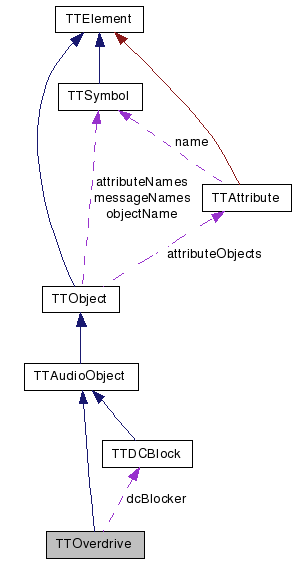 TTElement
TTSymbol
name
attributeNames
messageNames
objectName
TTAttribute
attributeObjects
TTObject
TTAudioObject
TTDCBlock
dcBlocker
TTOverdrive